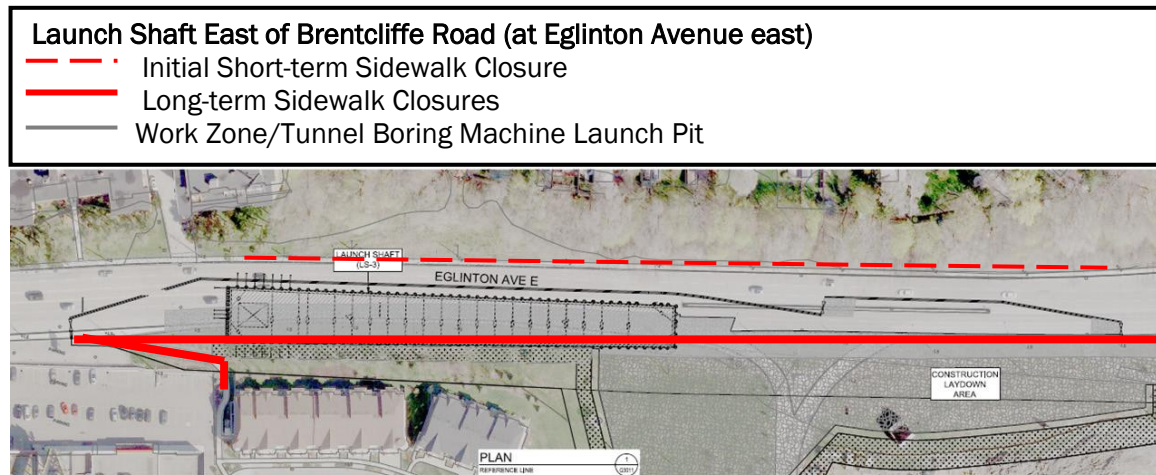 Launch Shaft East of Brentcliffe Road (at Eglinton Avenue east)
Initial Short-term Sidewalk Closure
Long-term Sidewalk Closures
Work Zone/Tunnel Boring Machine Launch Pit
LAUNCH SHAFT
(LS-3)
EGLINTON AVE E
CONSTRUCTION
LAYDOWN
AREA
PLAN
REFERENCE LINE
1